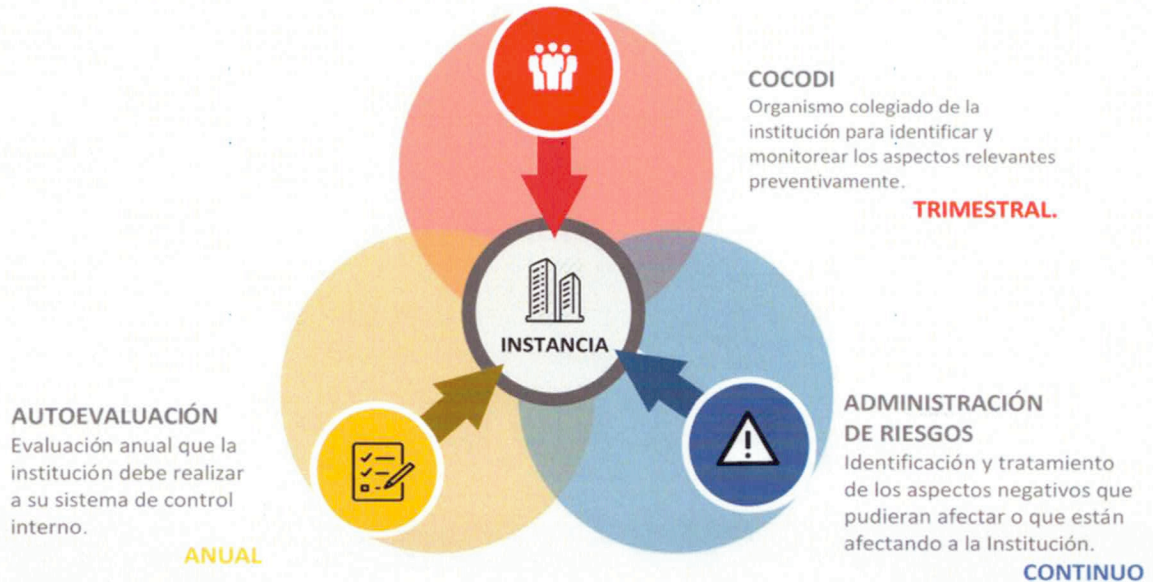 COCODI
Organismo colegiado de la
institución para identificar y
monitorear los aspectos relevantes
preventivamente.
TRIMESTRAL.
INSTANCIA
AUTOEVALUACIÓN
Evaluación anual que la
institución debe realizar
a su sistema de control
interno.
ANUAL
ADMINISTRACIÓN
DE RIESGOS
Identificación y tratamiento
de los aspectos negativos que
pudieran afectar o que están
afectando a la Institución.
CONTINUO